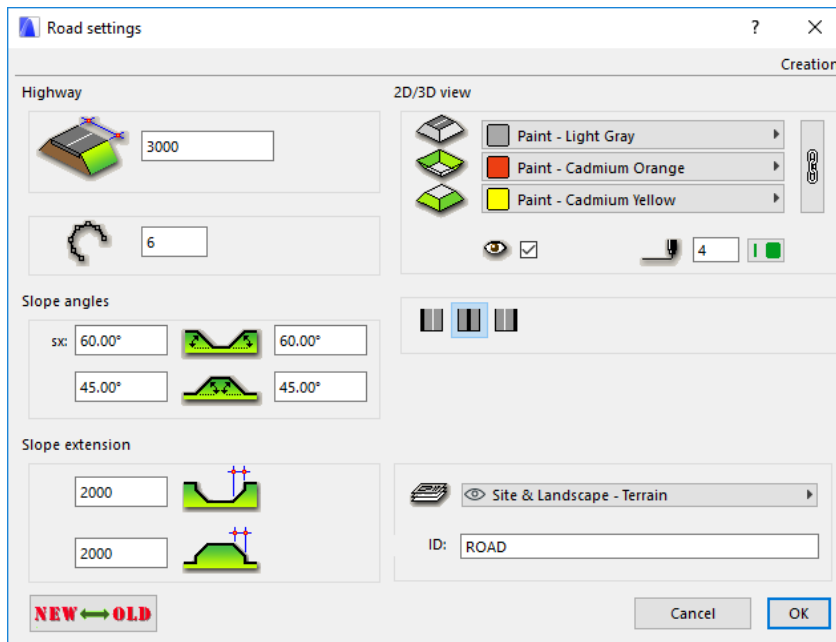 Road settings
?
Creation
Highway
3000
6
2D/3D view
Paint - Light Gray
Paint - Cadmium Orange
Paint - Cadmium Yellow
4
Slope angles
sx: 60.00° 60.00°
45.00° 45.00°
Slope extension
2000
2000
Site & Landscape - Terrain
ID: ROAD
NEW OLD
Cancel
OK